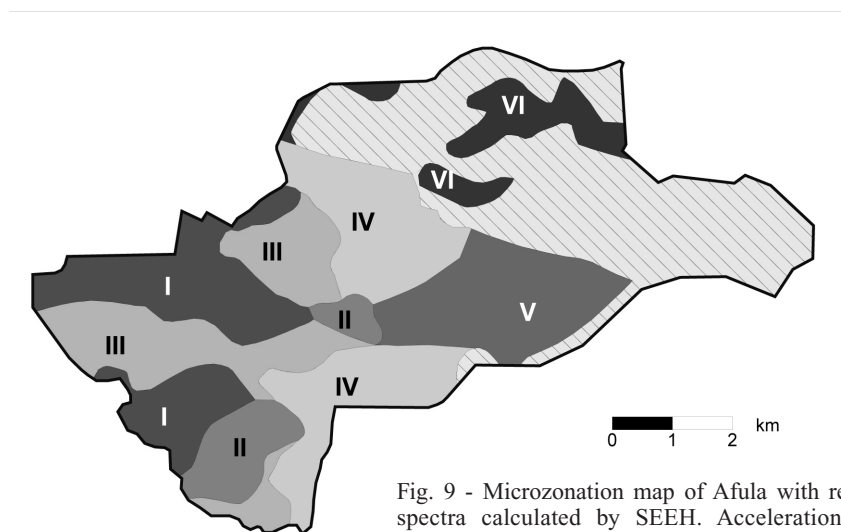 VI
VI
IV
III
I
II
V
III
IV
I
II
km
0 1 2
Fig. 9 - Microzonation map of Afula with
spectra calculated by SEEH. Acceleration